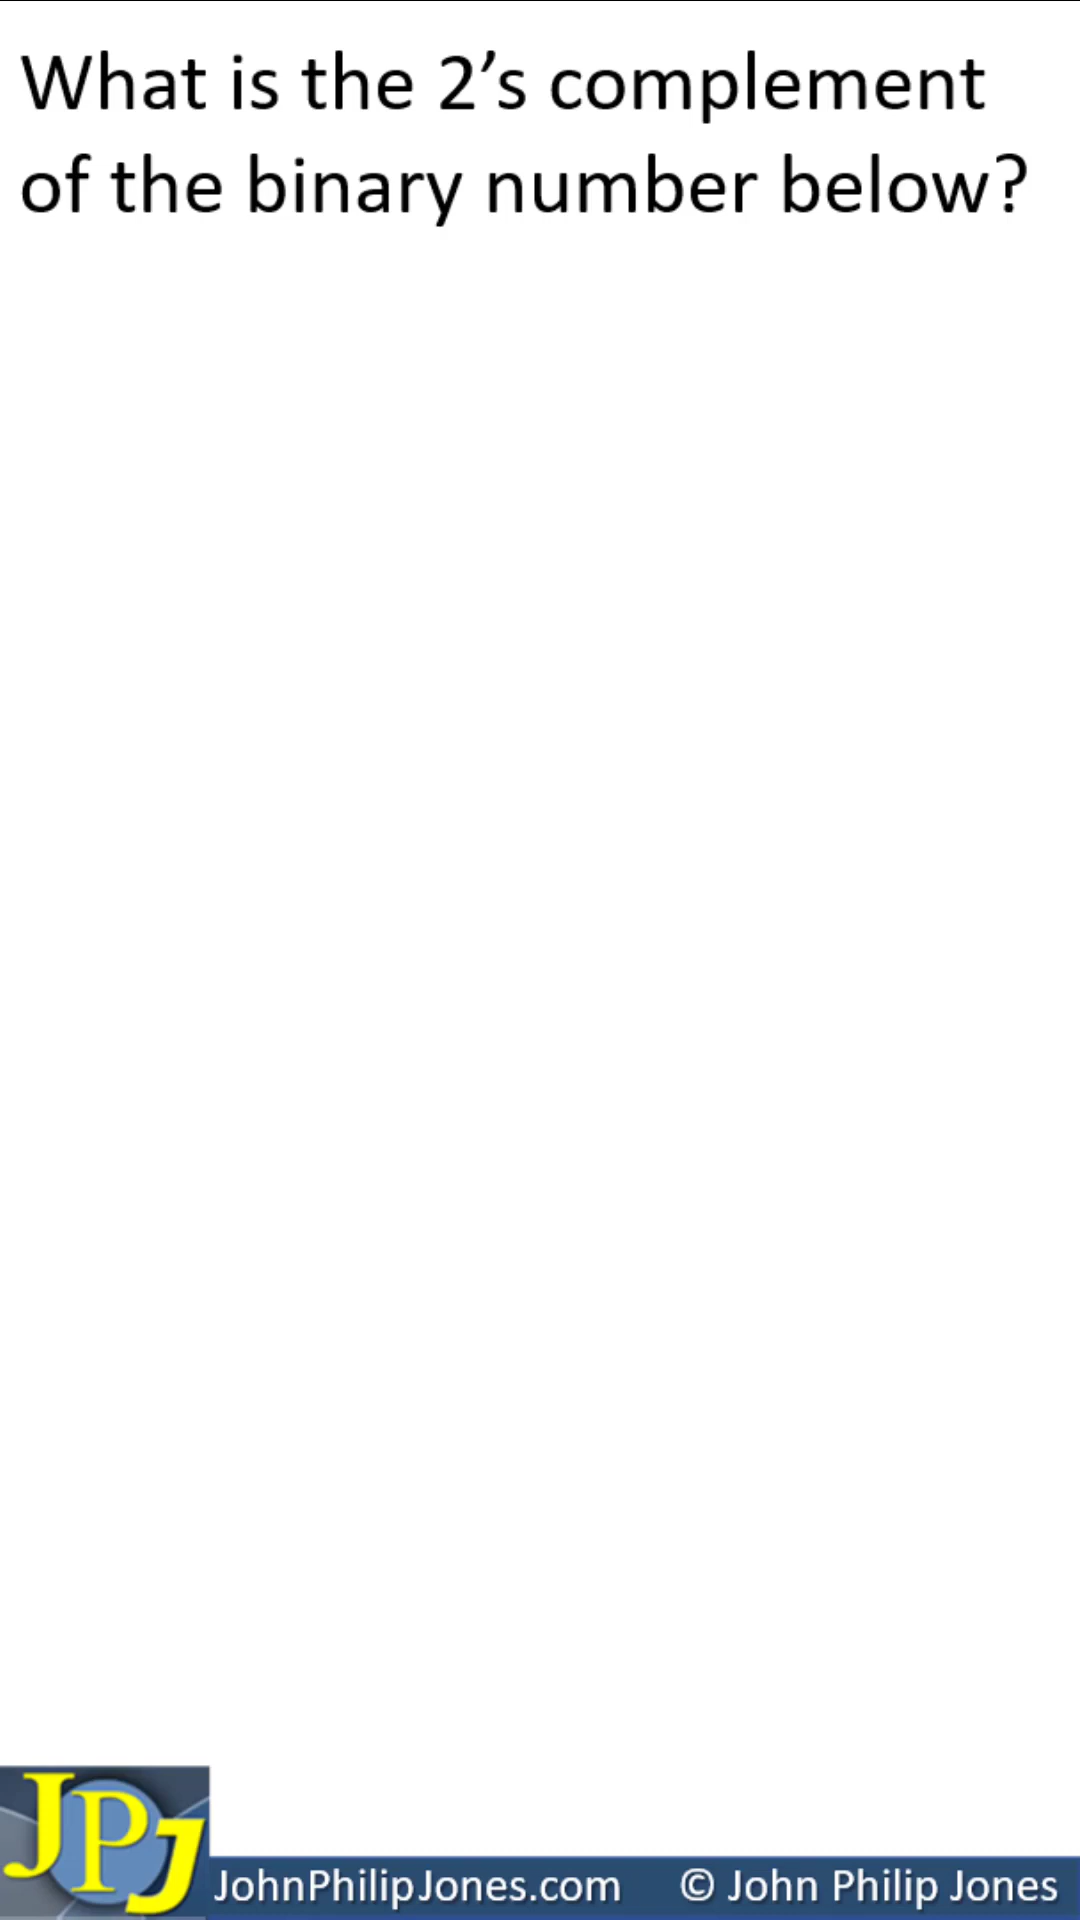 What is the 2’s complement
of the binary number below?
JPJ
JohnPhilipJones.com © John Philip Jones